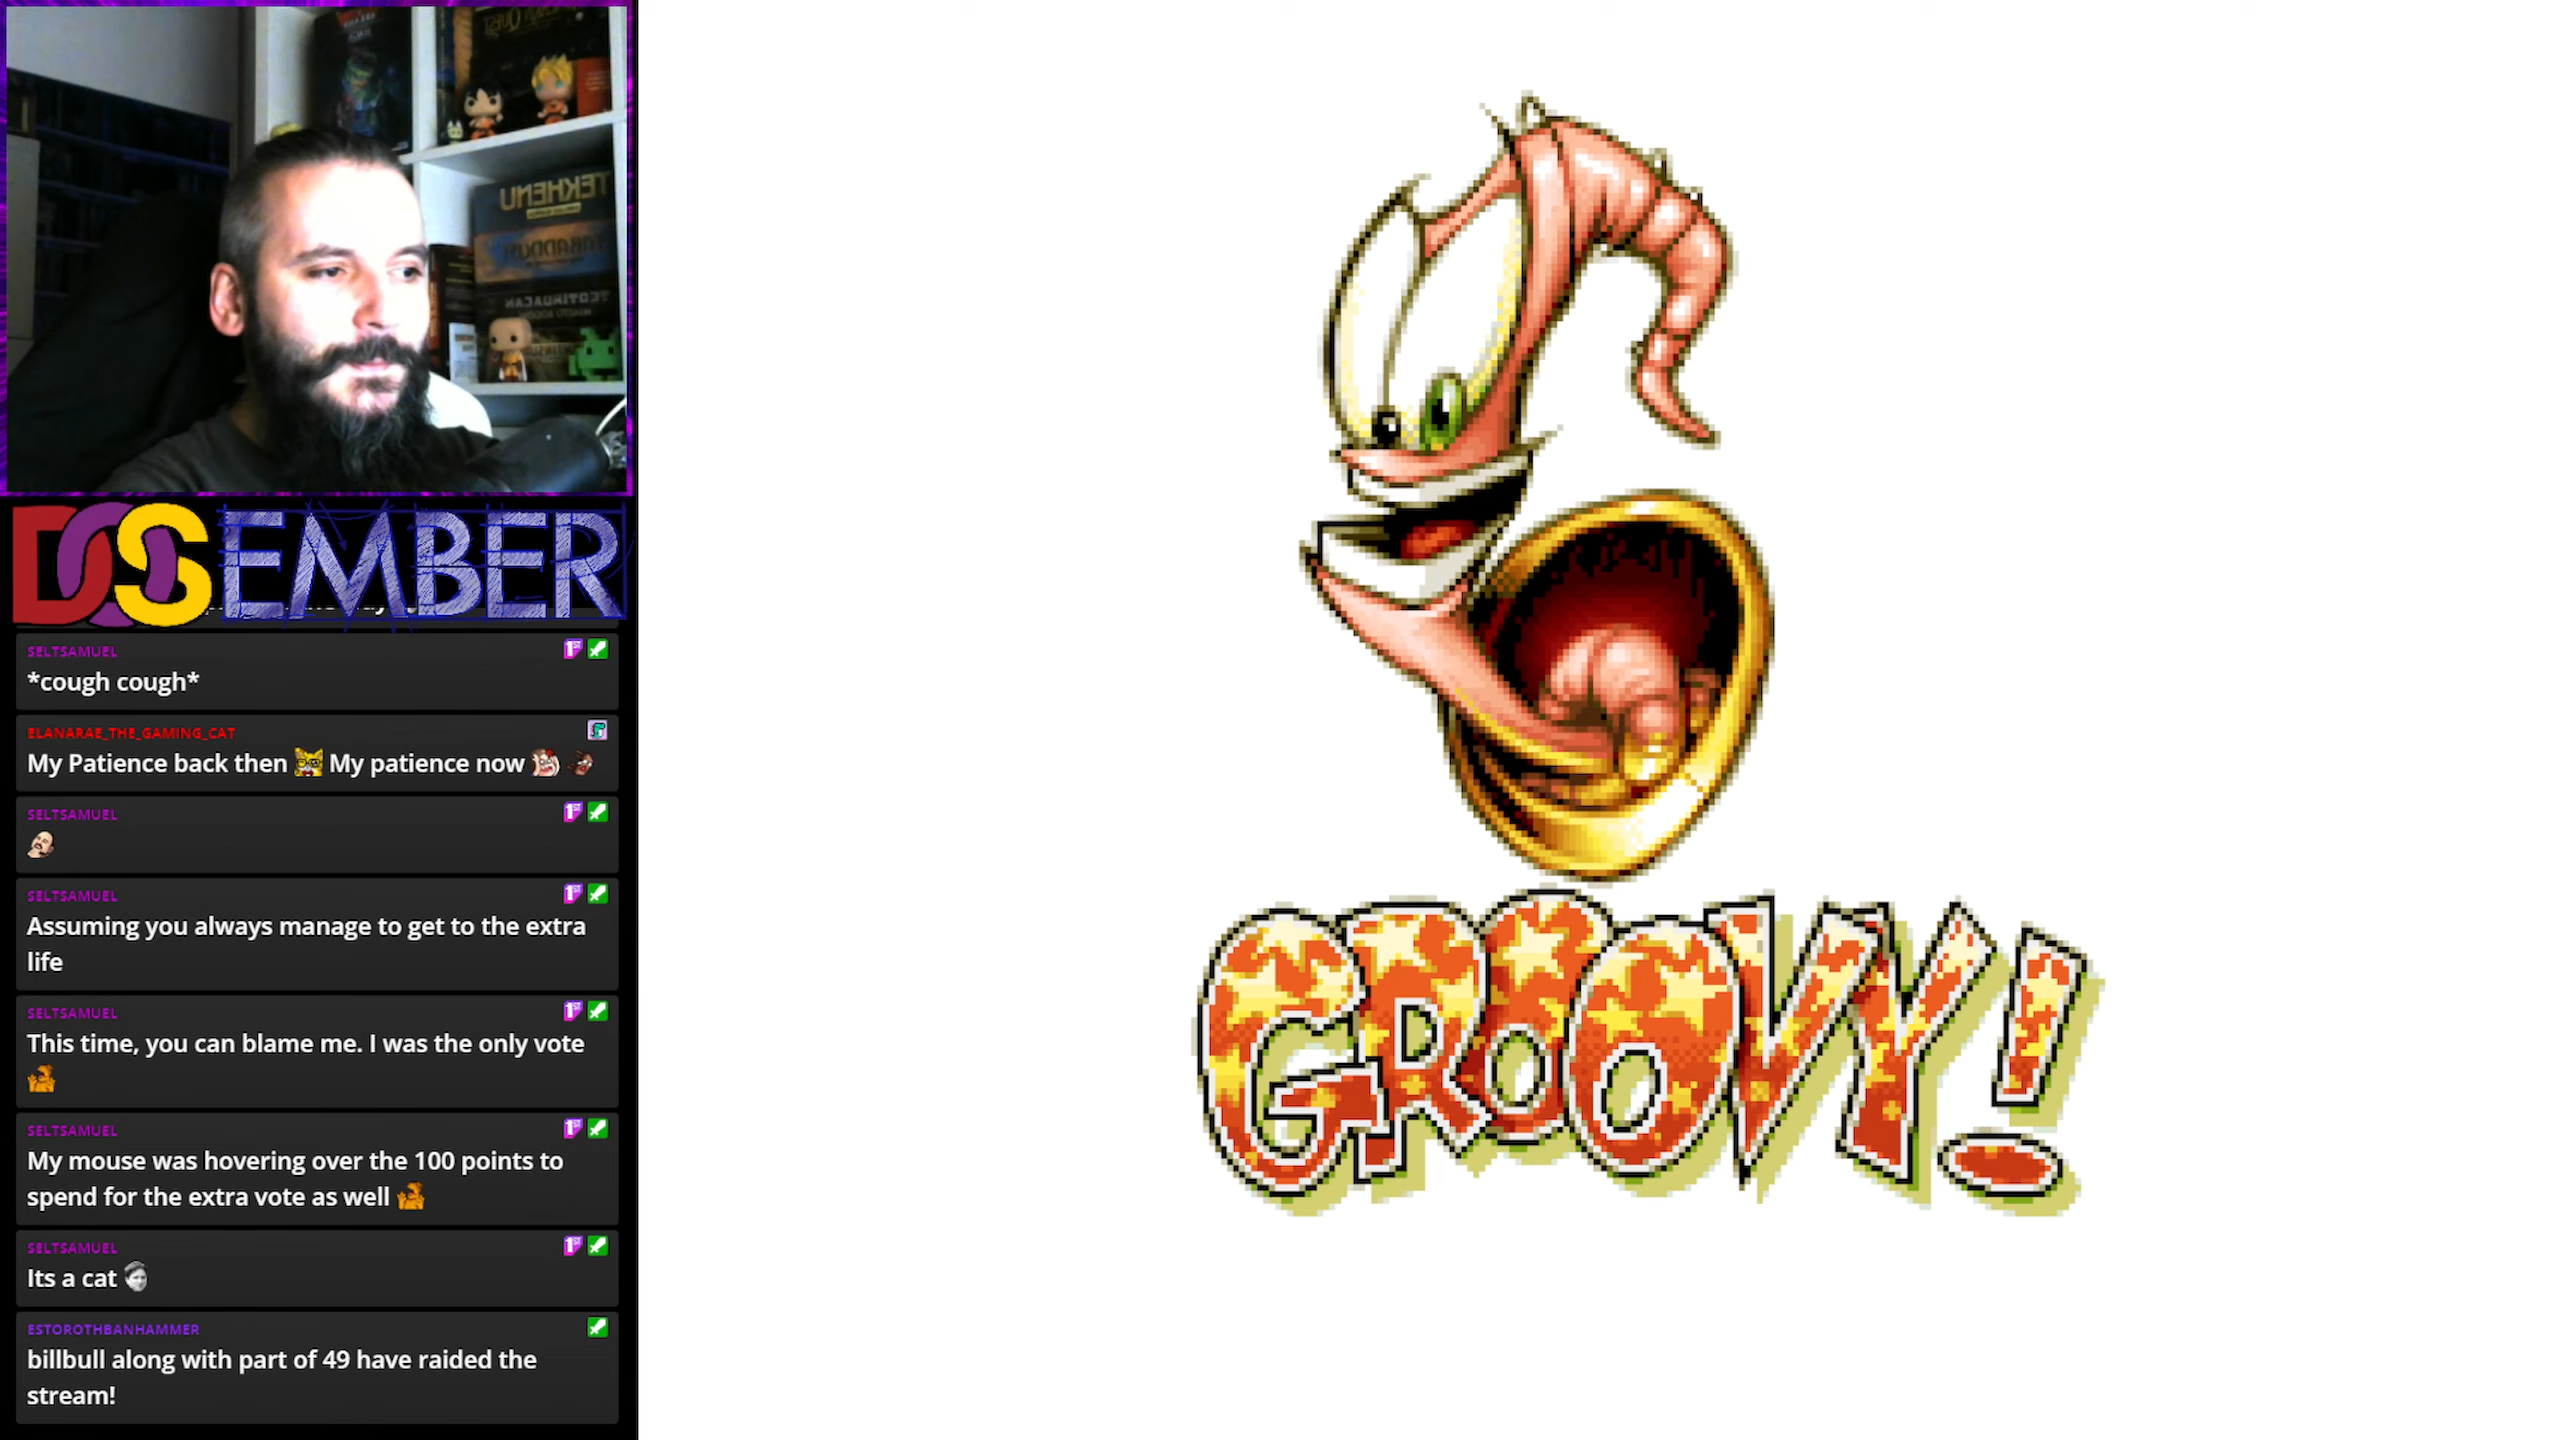 TEKHENU
TABANNUSI
TEOTIHUACAN
DOSEMBER
SELTSAMUEL
*cough cough*
ELANARAE_THE_GAMING_CAT
My Patience back then My patience now
SELTSAMUEL
SELTSAMUEL
Assuming you always manage to get to the extra
life
SELTSAMUEL
This time, you can blame me. I was the only vote
SELTSAMUEL
My mouse was hovering over the 100 points to
spend for the extra vote as well
SELTSAMUEL
Its a cat
ESTOROTHBANHAMMER
billbull along with part of 49 have raided the
stream!
GROOVY!